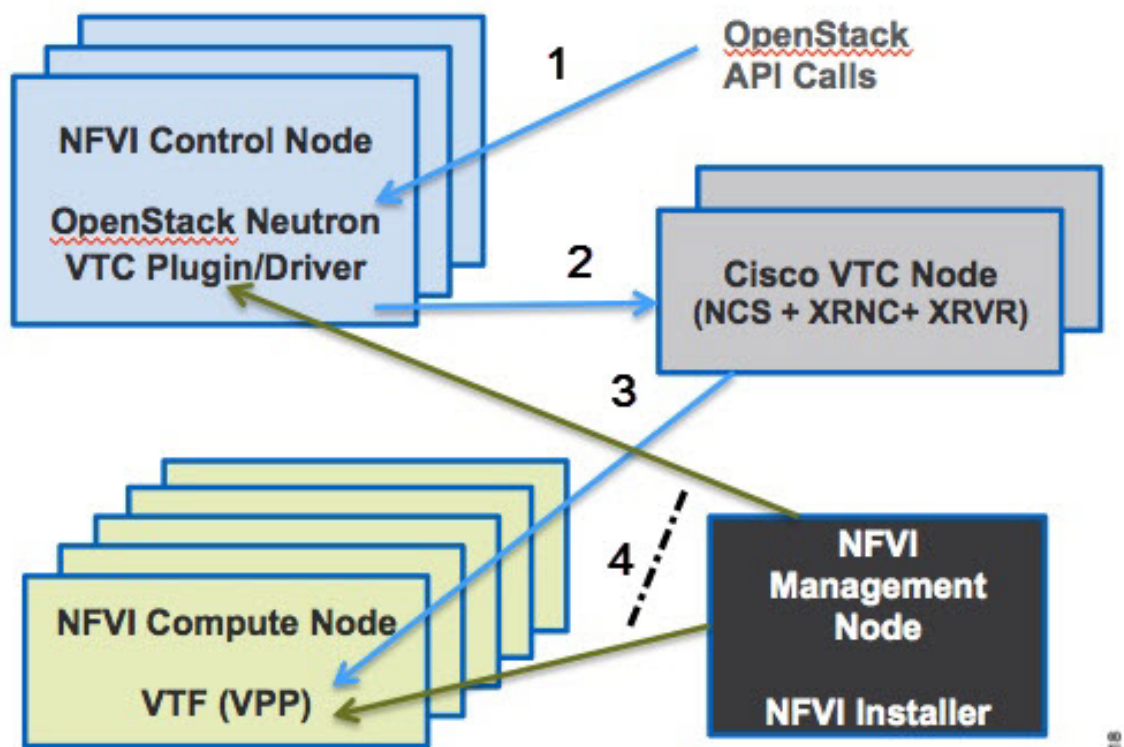 OpenStack
API Calls
1
NFVI Control Node
OpenStack Neutron
VTC Plugin/Driver
2
Cisco VTC Node
(NCS + XRNC+ XRVR)
3
4
NFVI
Management
Node
NFVI Installer
NFVI Compute Node
VTF (VPP)